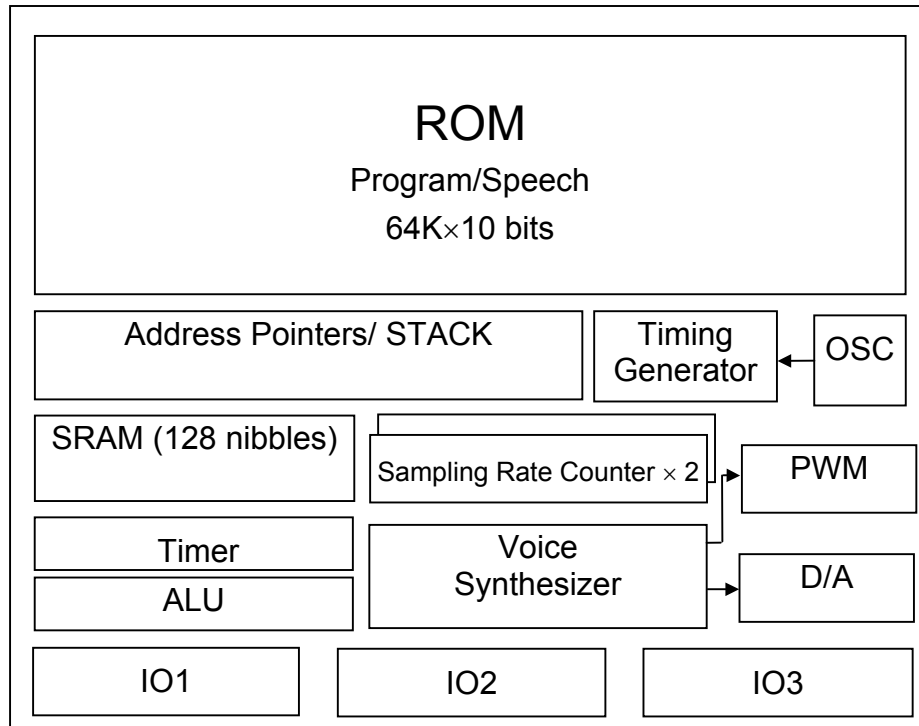 ROM
Program/Speech
64K×10 bits
Address Pointers/ STACK
Timing
Generator
OSC
SRAM (128 nibbles)
Sampling Rate Counter × 2
PWM
Timer
Voice
Synthesizer
D/A
ALU
IO1
IO2
IO3